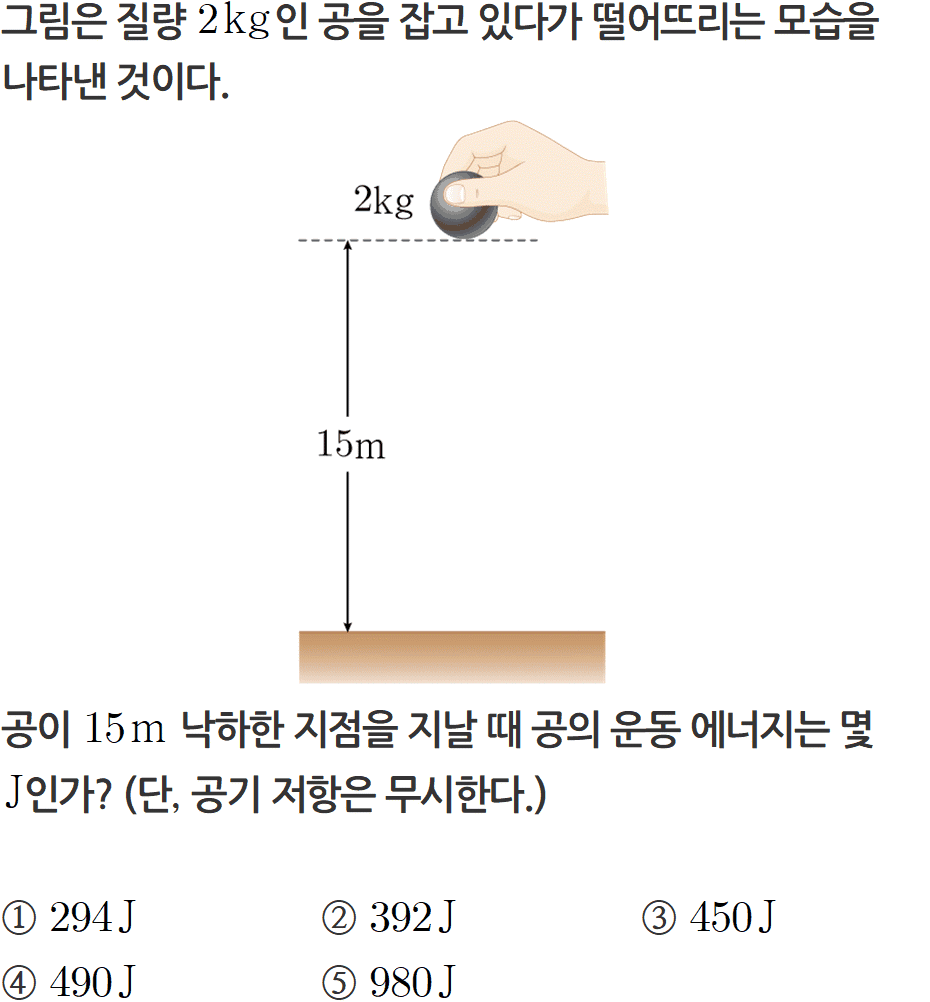 그림은 질량 2kg인 공을 잡고 있다가 떨어뜨리는 모습을
나타낸 것이다.
2kg
15m
공이 15m 낙하한 지점을 지날 때 공의 운동 에너지는 몇
J인가? (단, 공기 저항은 무시한다.)
① 294J ② 392J ③ 450J
④ 490J ⑤ 980J